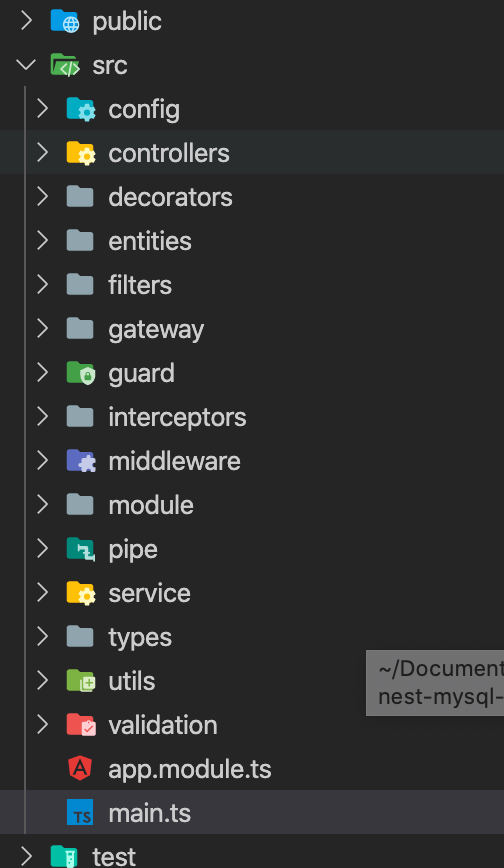 public
src
config
controllers
decorators
entities
filters
gateway
guard
interceptors
middleware
module
pipe
service
types
~/Document
utils
nest-mysql-
validation
app.module.ts
TS main.ts
test